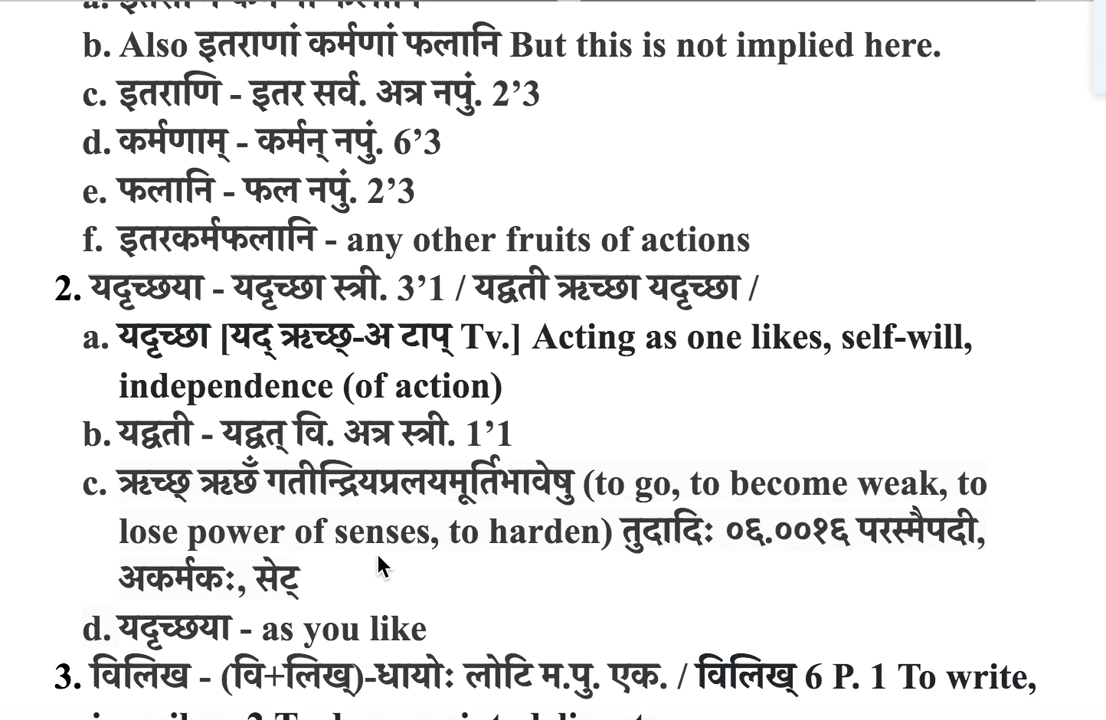 b. Also इतराणां कर्मणां फलानि But this is not implied here.
c. इतराणि - इतर सर्व. अत्र नपुं. 2’3
d. कर्मणाम् - कर्मन् नपुं. 6’3
e. फलानि - फल नपुं. 2’3
f. इतरकर्मफलानि - any other fruits of actions
2. यदृच्छया - यदृच्छा स्त्री. 3’1 / यद्वती ऋच्छा यदृच्छा /
a. यदृच्छा [यद् ऋच्छ्-अ टाप् Tv.] Acting as one likes, self-will,
independence (of action)
b. यद्वती - यद्वत् वि. अत्र स्त्री. 1’1
c. ऋच्छ् ऋछँ गतीन्द्रियप्रलयमूर्तिभावेषु (to go, to become weak, to
lose power of senses, to harden) तुदादिः ०६.००१६ परस्मैपदी,
अकर्मकः, सेट्
d. यदृच्छया - as you like
3. विलिख - (वि+लिख्)-धायोः लोटि म.पु. एक. / विलिख् 6 P. 1 To write,